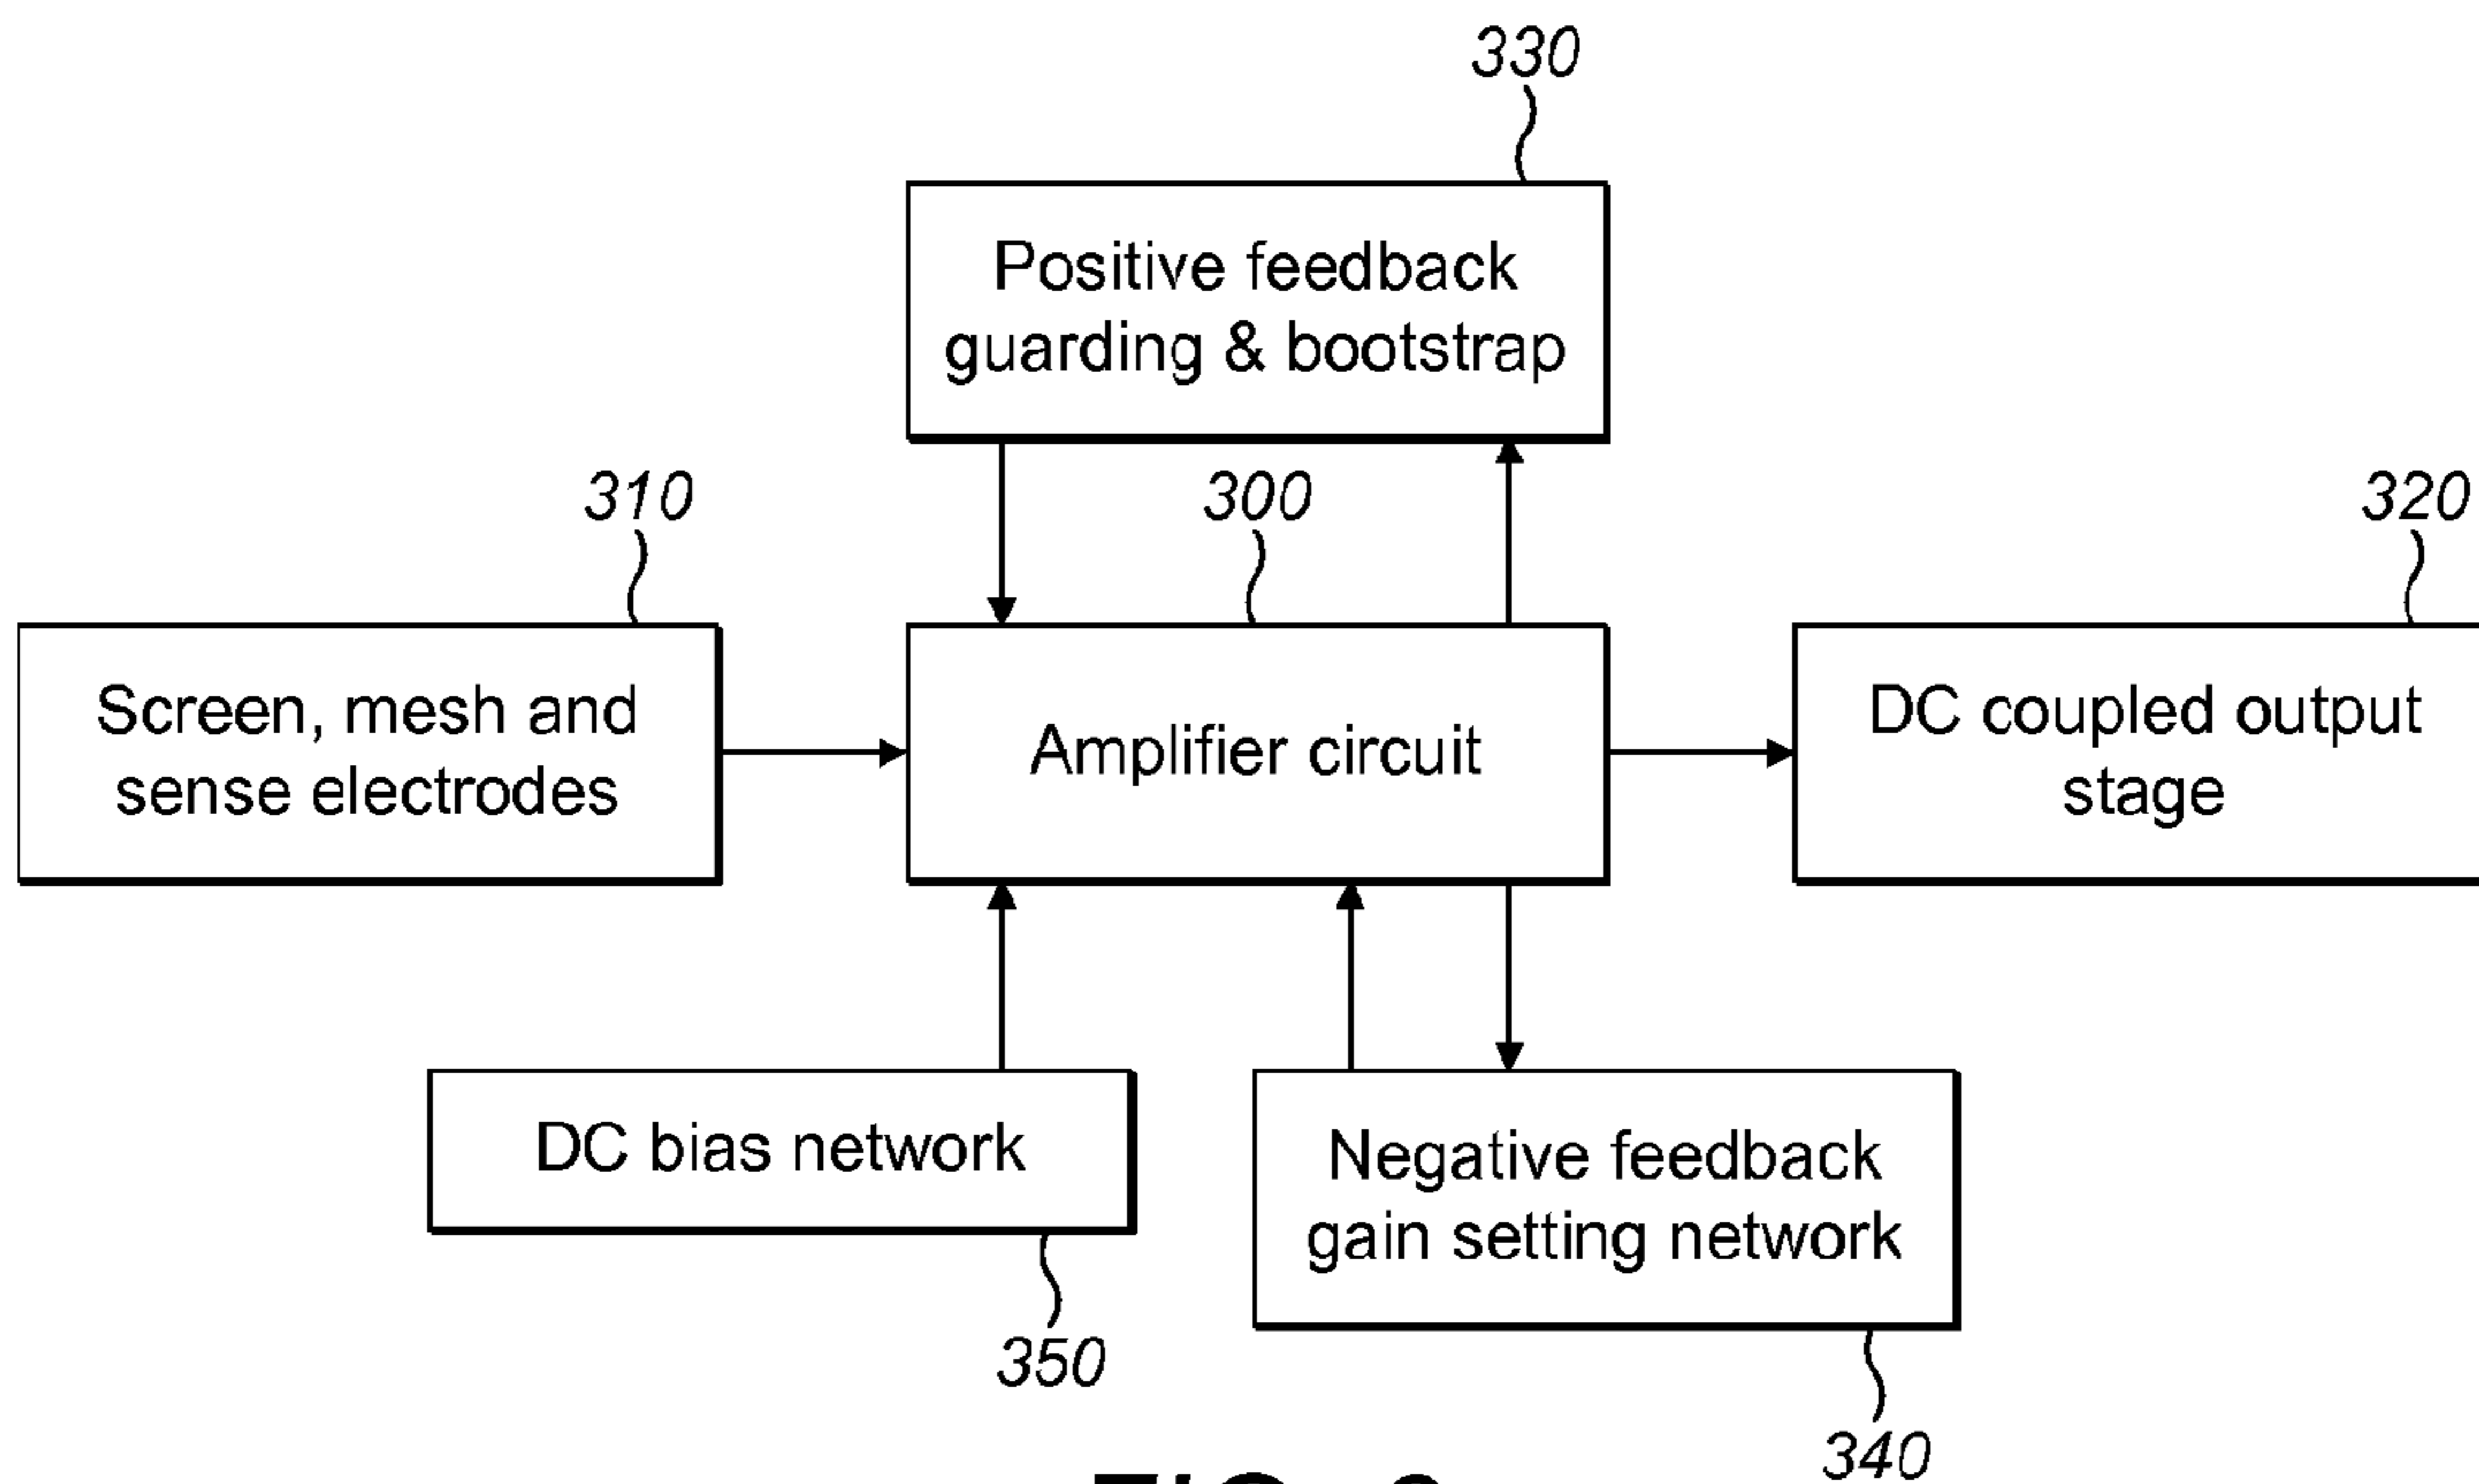 330
Positive feedback
guarding & bootstrap
310
300
320
Screen, mesh and
sense electrodes
Amplifier circuit
DC coupled output
stage
DC bias network
Negative feedback
gain setting network
350
340